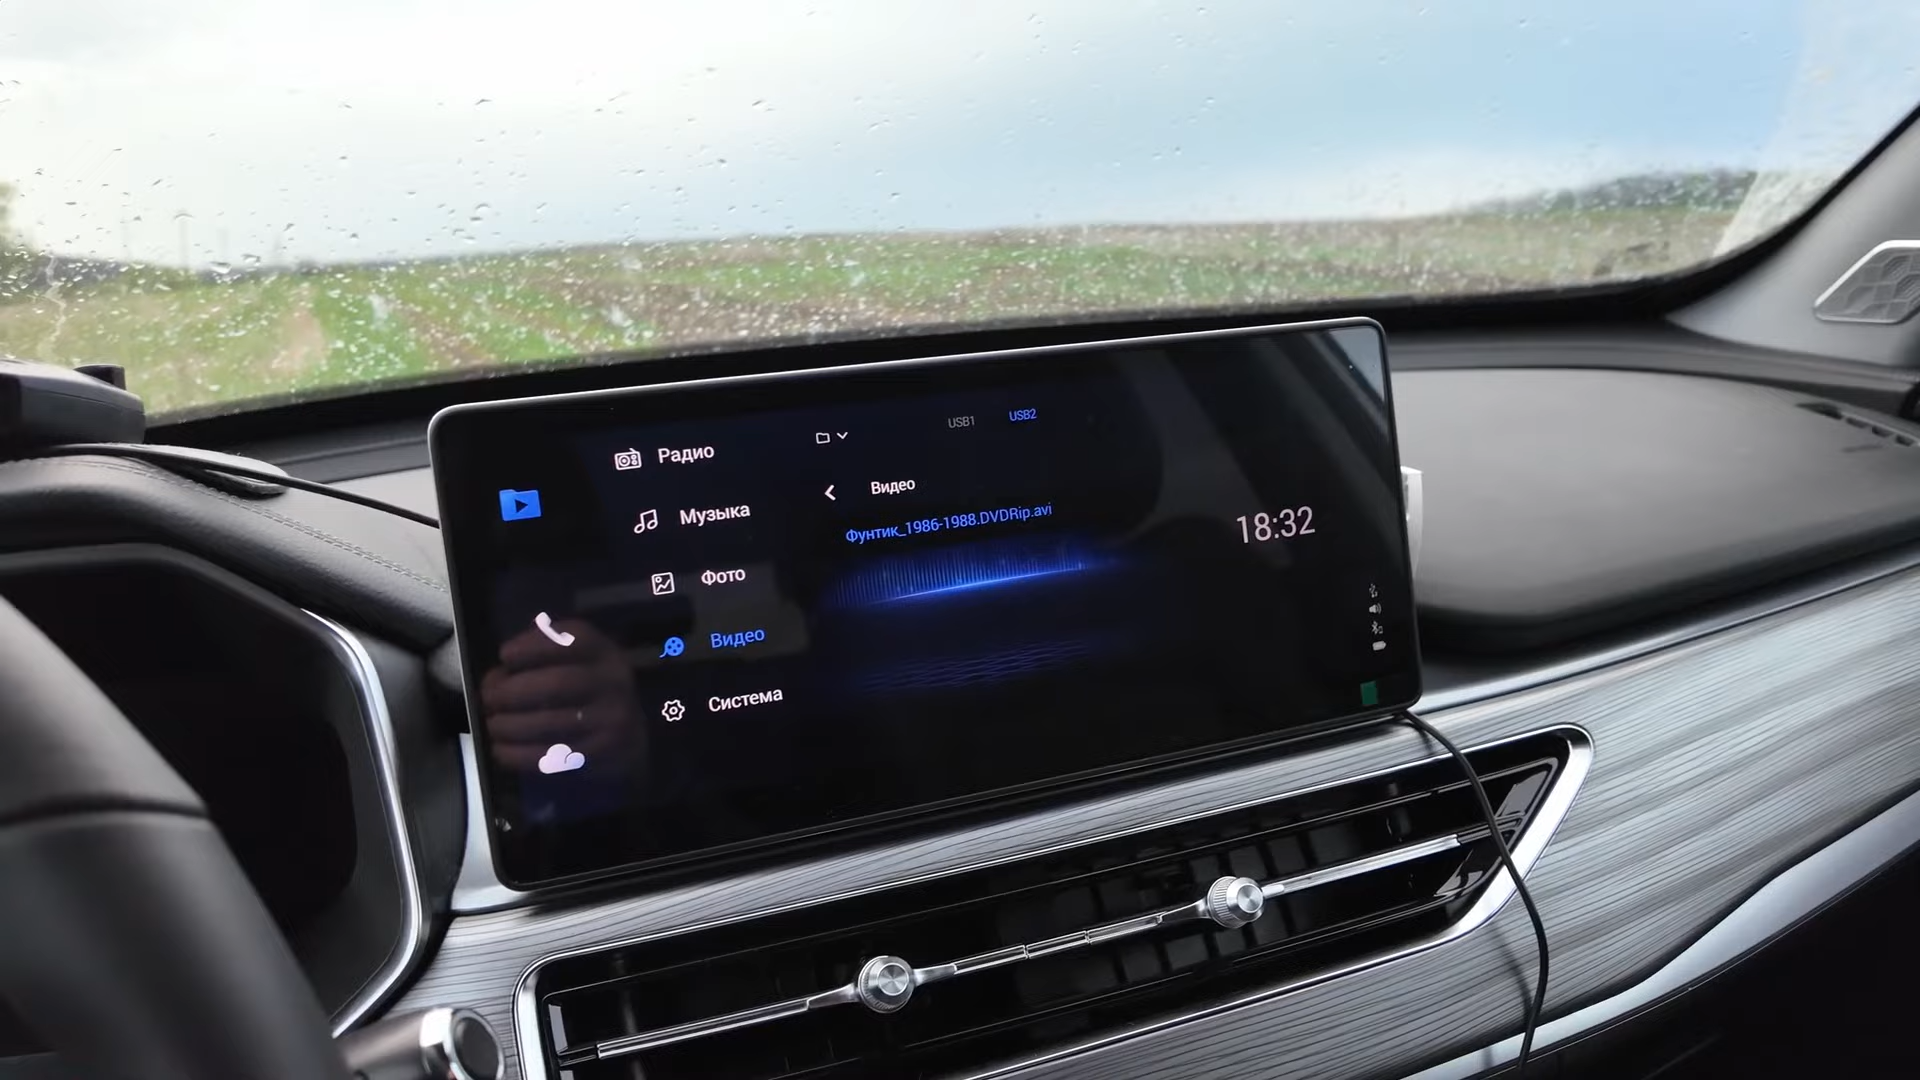 Радио
Музыка
Фото
Видео
Система
USB1
USB2
Видео
Фунтик_1986-1988.DVDRip.avi
18:32